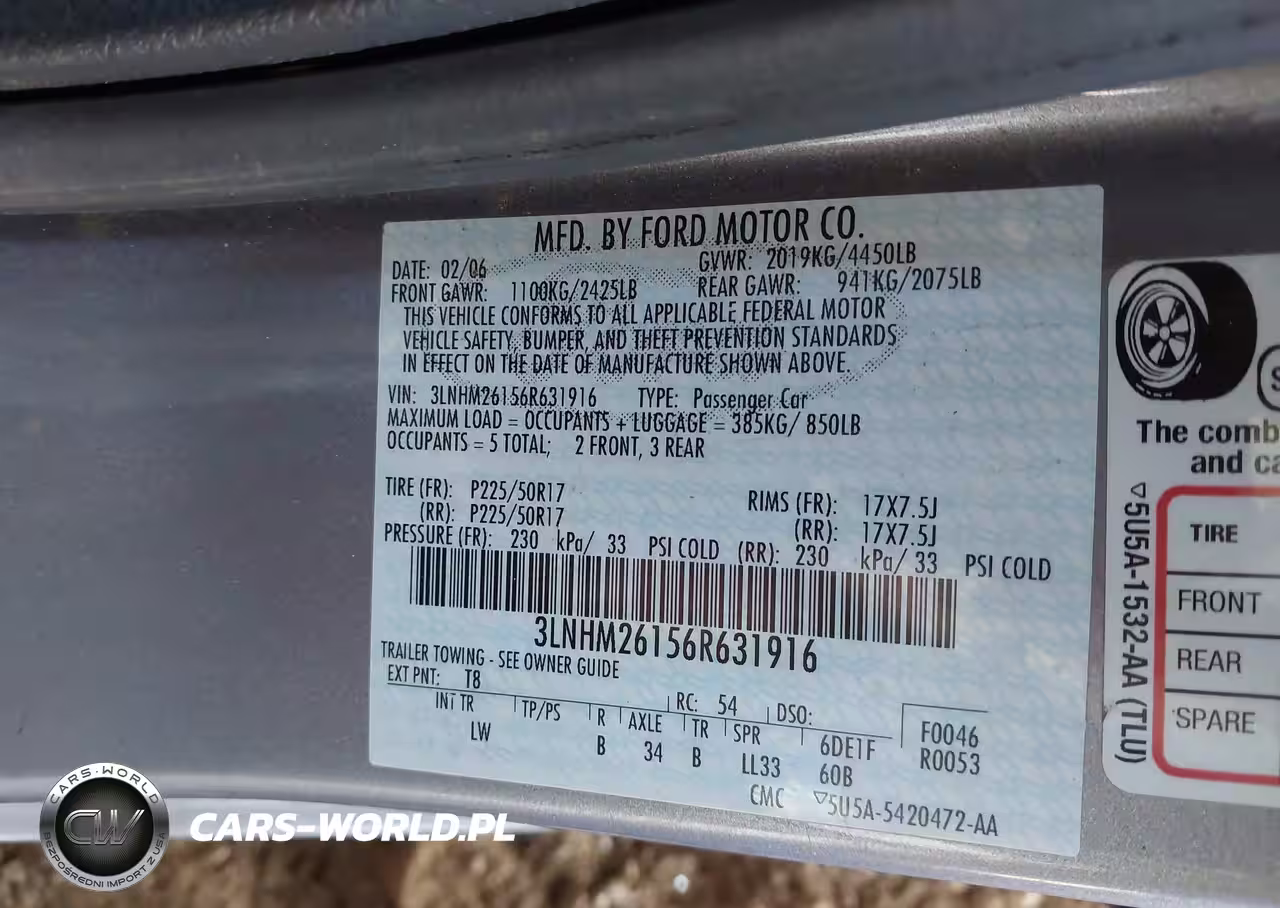 MFD. BY FORD MOTOR CO.
DATE: 02/06 GVWR: 2019KG/4450LB
FRONT GAWR: 1100KG/2425LB REAR GAWR: 941KG/2075LB
THIS VEHICLE CONFORMS TO ALL APPLICABLE FEDERAL MOTOR
VEHICLE SAFETY, BUMPER, AND THEFT PREVENTION STANDARDS
IN EFFECT ON THE DATE OF MANUFACTURE SHOWN ABOVE.
VIN: 3LNHM26156R631916 TYPE: Passenger Car
MAXIMUM LOAD = OCCUPANTS + LUGGAGE = 385KG/ 850LB
OCCUPANTS = 5 TOTAL; 2 FRONT, 3 REAR
TIRE (FR): P225/50R17 RIMS (FR): 17X7.5J
(RR): P225/50R17 (RR): 17X7.5J
PRESSURE (FR): 230 kPa/ 33 PSI COLD (RR): 230 kPa/ 33 PSI COLD
3LNHM26156R631916
TRAILER TOWING - SEE OWNER GUIDE
EXT PNT: T8 RC: 54 DSO:
INT TR TP/PS R AXLE TR SPR 6DE1F F0046
LW B 34 B LL33 60B R0053
CMC ▽5U5A-5420472-AA
The comb
and ca
▽5U5A-1532-AA (TLU)
TIRE
FRONT
REAR
SPARE
CARS-WORLD
CW
BEZPOŚREDNI IMPORT Z USA
CARS-WORLD.PL